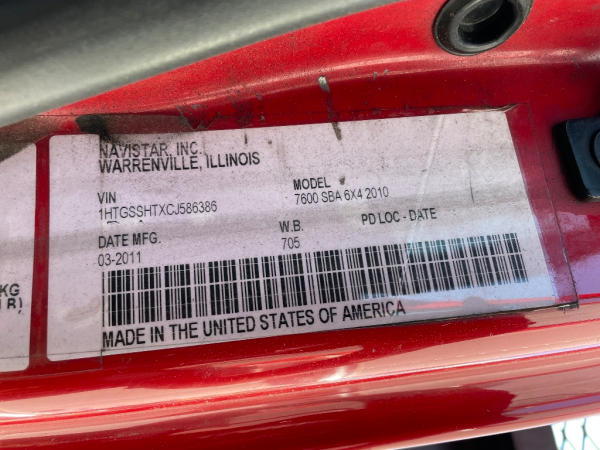 NAVISTAR, INC.
WARRENVILLE, ILLINOIS
VIN
MODEL
1HTGSSHTXCJ586386
7600 SBA 6X4 2010
DATE MFG.
W.B.
PD LOC - DATE
03-2011
705
MADE IN THE UNITED STATES OF AMERICA
KG